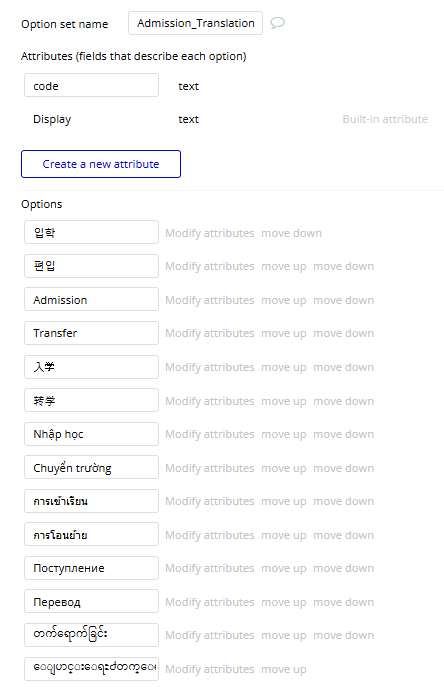 Option set name Admission_Translation
Attributes (fields that describe each option)
code text
Display text Built-in attribute
Create a new attribute
Options
입학 Modify attributes move down
편입 Modify attributes move up move down
Admission Modify attributes move up move down
Transfer Modify attributes move up move down
入学 Modify attributes move up move down
转学 Modify attributes move up move down
Nhập học Modify attributes move up move down
Chuyển trường Modify attributes move up move down
การเข้าเรียน Modify attributes move up move down
การโอนย้าย Modify attributes move up move down
Поступление Modify attributes move up move down
Перевод Modify attributes move up move down
တက်ရောက်ခြင်း Modify attributes move up move down
Modify attributes move up